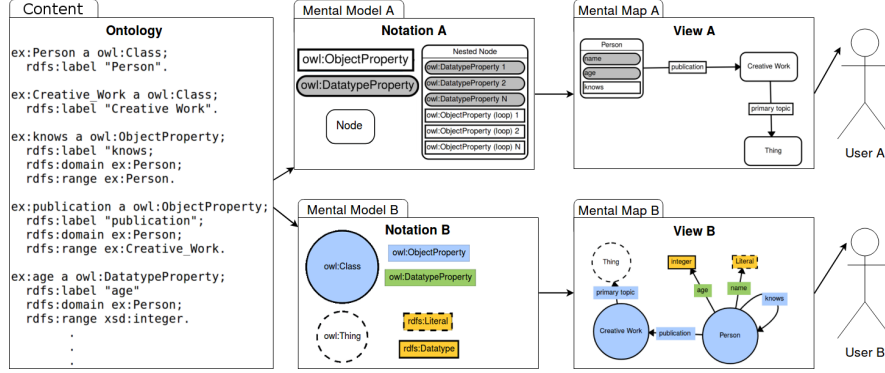 Content
Ontology
ex:Person a owl:Class;
rdfs:label "Person".
ex:Creative_Work a owl:Class;
rdfs:label "Creative Work".
ex:knows a owl:ObjectProperty;
rdfs:label "knows;
rdfs:domain ex:Person;
rdfs:range ex:Person.
ex:publication a owl:ObjectProperty;
rdfs:label "publication";
rdfs:domain ex:Person;
rdfs:range ex:Creative_Work.
ex:age a owl:DatatypeProperty;
rdfs:label "age"
rdfs:domain ex:Person;
rdfs:range xsd:integer.
.
.
.
Mental Model A
Notation A
owl:ObjectProperty
owl:DatatypeProperty
Node
Nested Node
owl:DatatypeProperty 1
owl:DatatypeProperty 2
owl:DatatypeProperty N
owl:ObjectProperty (loop) 1
owl:ObjectProperty (loop) 2
owl:ObjectProperty (loop) N
Mental Map A
View A
Person
name
age
knows
publication
Creative Work
primary topic
Thing
User A
Mental Model B
Notation B
owl:Class
owl:ObjectProperty
owl:DatatypeProperty
owl:Thing
rdfs:Literal
rdfs:Datatype
Mental Map B
View B
Thing
integer
Literal
primary topic
age
name
knows
Creative Work
publication
Person
User B